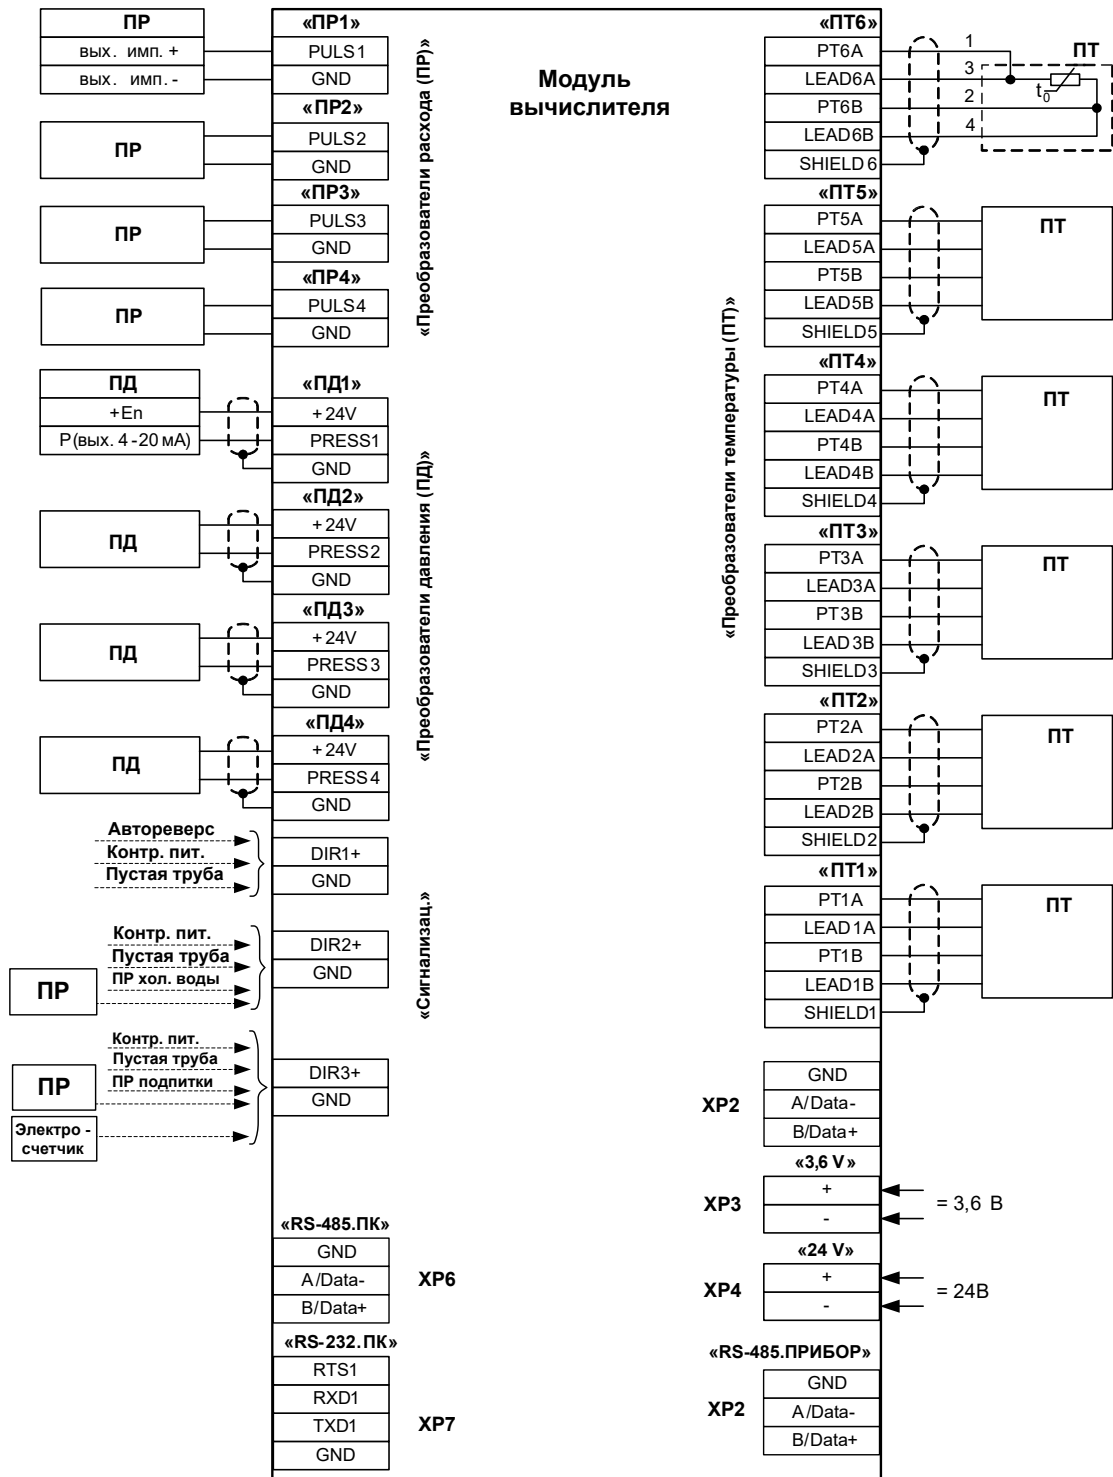 Модуль
вычислителя
ПР
вых. имп. +
вых. имп. -
«ПР1»
PULS1
GND
«ПР2»
ПР
PULS2
GND
«ПР3»
ПР
PULS3
GND
«ПР4»
ПР
PULS4
GND
«Преобразователи расхода (ПР)»
ПД
+En
P(вых. 4-20 мА)
«ПД1»
+24V
PRESS1
GND
«ПД2»
ПД
+24V
PRESS2
GND
«ПД3»
ПД
+24V
PRESS3
GND
«ПД4»
ПД
+24V
PRESS4
GND
«Преобразователи давления (ПД)»
Автореверс
Контр. пит.
Пустая труба
DIR1+
GND
Контр. пит.
Пустая труба
ПР хол. воды
ПР
DIR2+
GND
Контр. пит.
Пустая труба
ПР подпитки
ПР
Электро-
счетчик
DIR3+
GND
«Сигнализац.»
«RS-485.ПК»
GND
A/Data-
B/Data+
XP6
«RS-232.ПК»
RTS1
RXD1
TXD1
GND
XP7
«ПТ6»
PT6A
LEAD6A
PT6B
LEAD6B
SHIELD6
1
3
2
4
ПТ
t0
«ПТ5»
PT5A
LEAD5A
PT5B
LEAD5B
SHIELD5
ПТ
«ПТ4»
PT4A
LEAD4A
PT4B
LEAD4B
SHIELD4
ПТ
«ПТ3»
PT3A
LEAD3A
PT3B
LEAD3B
SHIELD3
ПТ
«ПТ2»
PT2A
LEAD2A
PT2B
LEAD2B
SHIELD2
ПТ
«ПТ1»
PT1A
LEAD1A
PT1B
LEAD1B
SHIELD1
ПТ
«Преобразователи температуры (ПТ)»
XP2
GND
A/Data-
B/Data+
«3,6 V»
XP3
+
-
= 3,6 В
«24 V»
XP4
+
-
= 24В
«RS-485.ПРИБОР»
XP2
GND
A/Data-
B/Data+